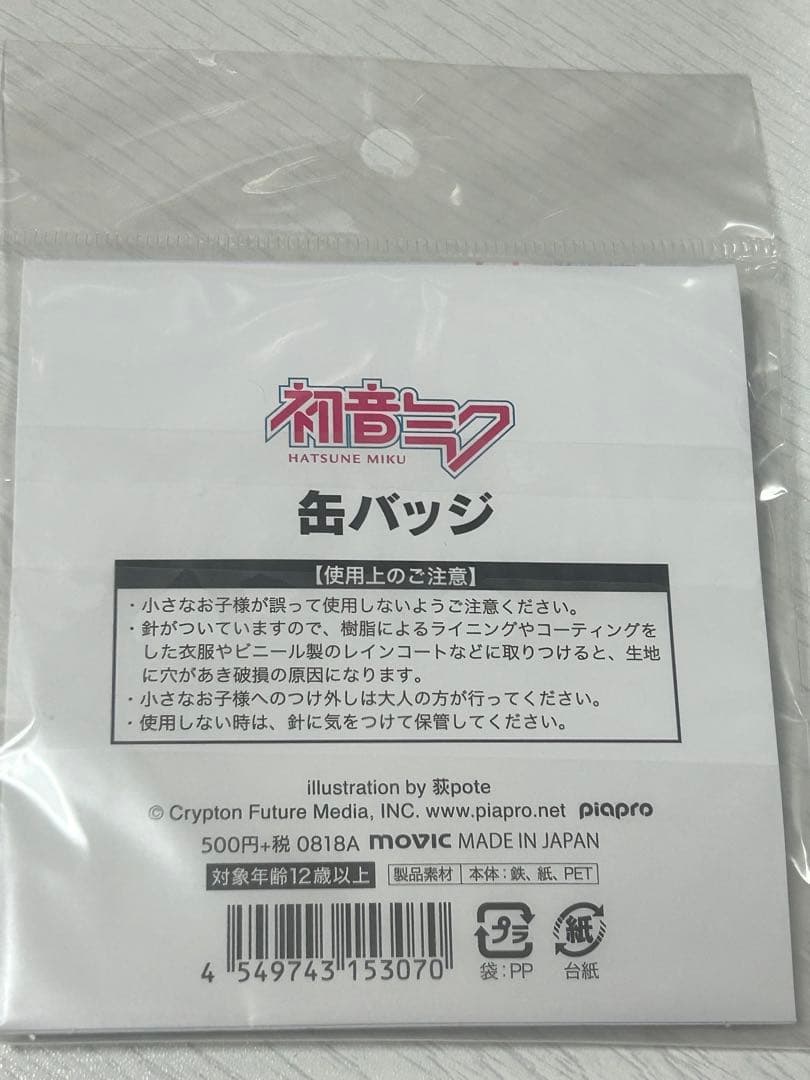 初音ミク
HATSUNE MIKU
缶バッジ
【使用上のご注意】
・小さなお子様が誤って使用しないようご注意ください。
・針がついていますので、樹脂によるライニングやコーティングを
した衣服やビニール製のレインコートなどに取りつけると、生地
に穴があき破損の原因になります。
・小さなお子様へのつけ外しは大人の方が行ってください。
・使用しない時は、針に気をつけて保管してください。
illustration by 荻pote
© Crypton Future Media, INC. www.piapro.net piapro
500円+税 0818A movic MADE IN JAPAN
対象年齢12歳以上 製品素材 本体:鉄、紙、PET
プラ 紙
4 549743 153070 袋:PP 台紙